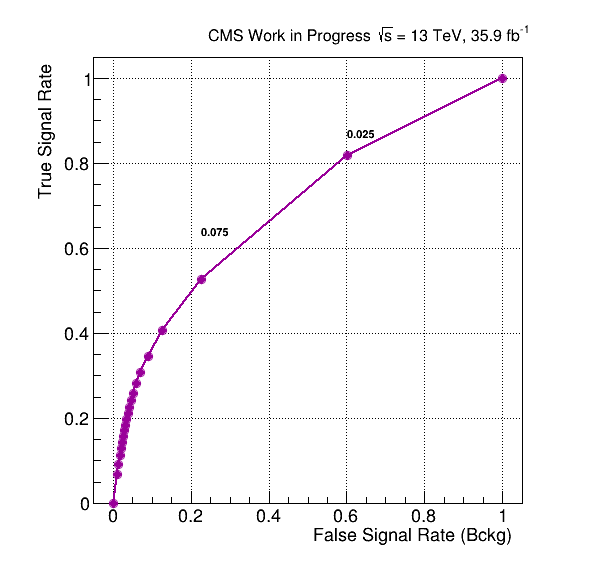 CMS Work in Progress √s = 13 TeV, 35.9 fb⁻¹
True Signal Rate
1
0.8
0.6
0.4
0.2
0
0.025
0.075
0 0.2 0.4 0.6 0.8 1
False Signal Rate (Bckg)